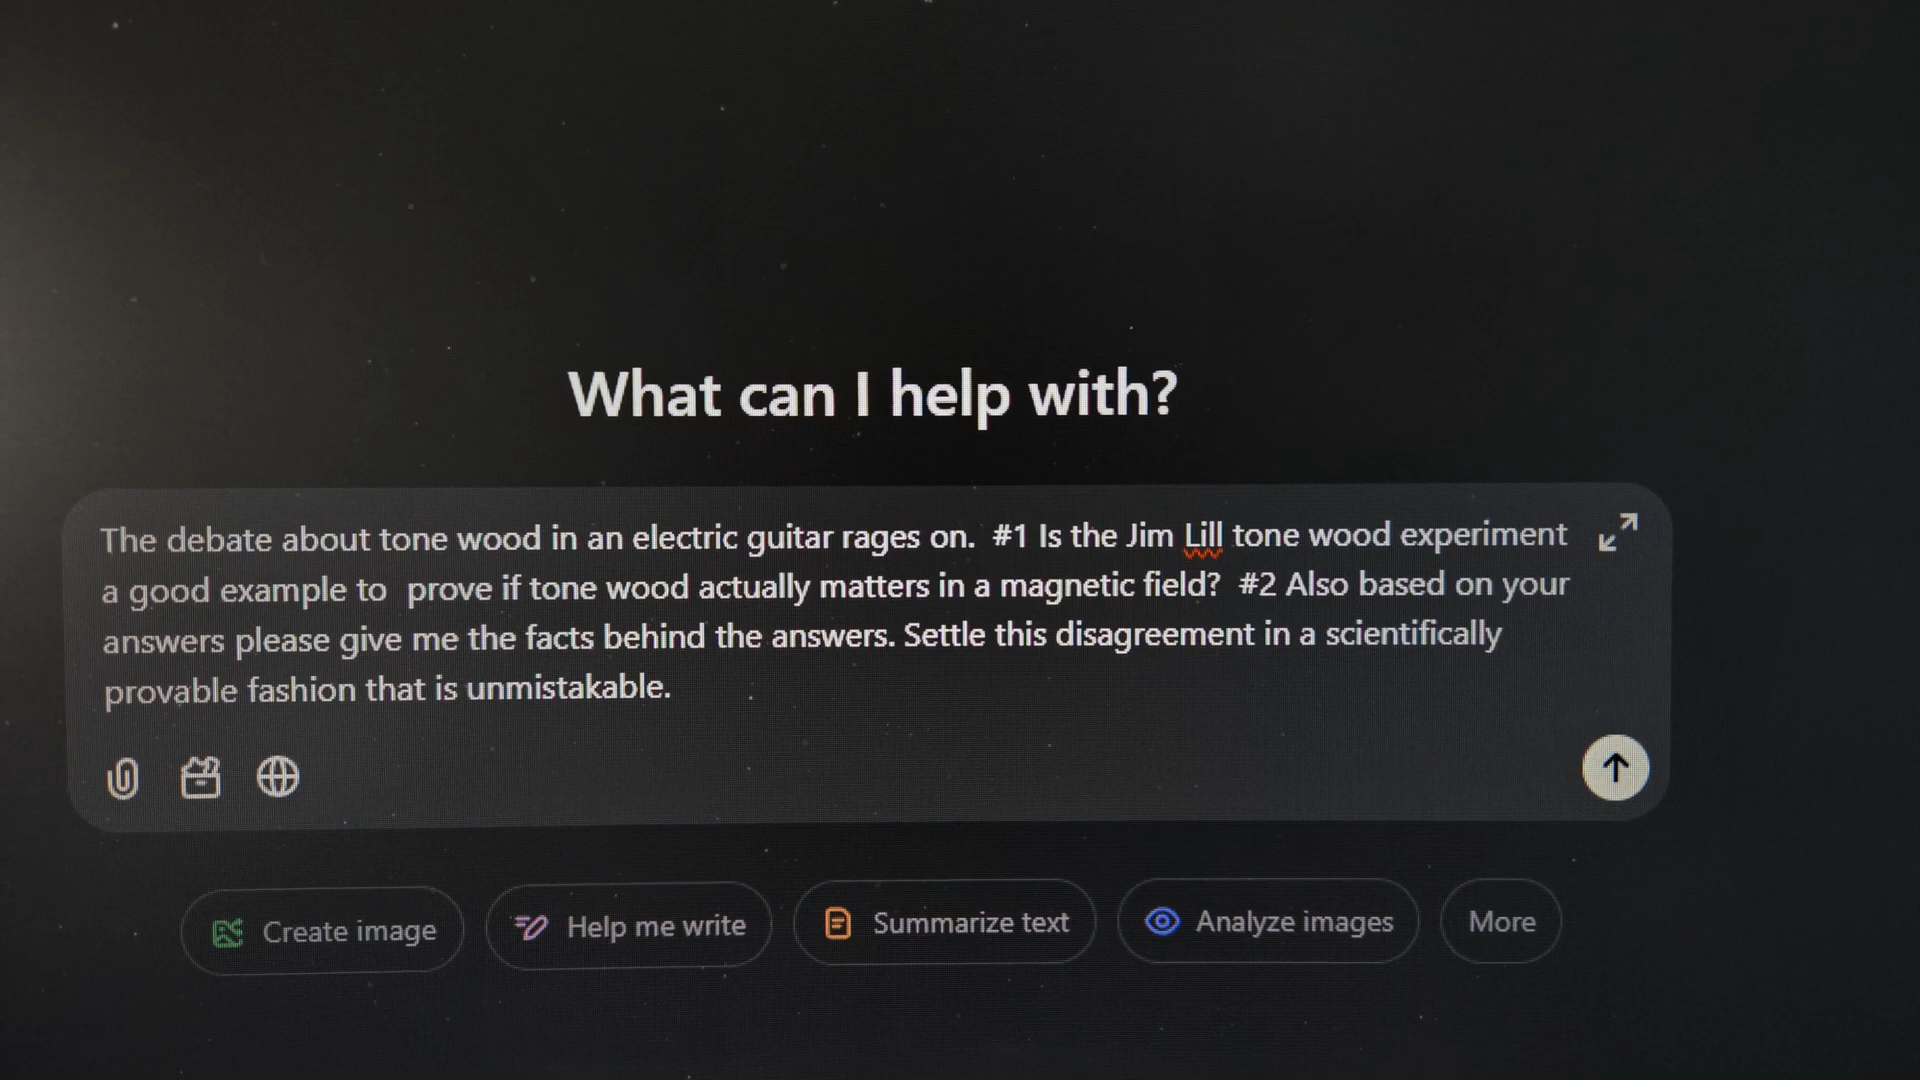 What can I help with?
The debate about tone wood in an electric guitar rages on.  #1 Is the Jim Lill tone wood experiment
a good example to  prove if tone wood actually matters in a magnetic field?  #2 Also based on your
answers please give me the facts behind the answers. Settle this disagreement in a scientifically
provable fashion that is unmistakable.
Create image
Help me write
Summarize text
Analyze images
More